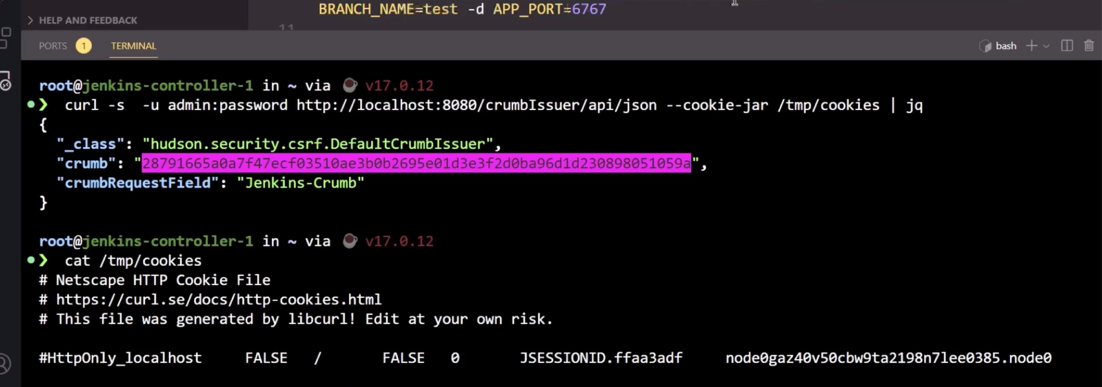 BRANCH_NAME=test -d APP_PORT=6767
HELP AND FEEDBACK
11
PORTS 1 TERMINAL bash
root@jenkins-controller-1 in ~ via v17.0.12
❯ curl -s -u admin:password http://localhost:8080/crumbIssuer/api/json --cookie-jar /tmp/cookies | jq
{
"_class": "hudson.security.csrf.DefaultCrumbIssuer",
"crumb": "28791665a0a7f47ecf03510ae3b0b2695e01d3e3f2d0ba96d1d230898051059a",
"crumbRequestField": "Jenkins-Crumb"
}
root@jenkins-controller-1 in ~ via v17.0.12
❯ cat /tmp/cookies
# Netscape HTTP Cookie File
# https://curl.se/docs/http-cookies.html
# This file was generated by libcurl! Edit at your own risk.
#HttpOnly_localhost FALSE / FALSE 0 JSESSIONID.ffaa3adf node0gaz40v50cbw9ta2198n7lee0385.node0